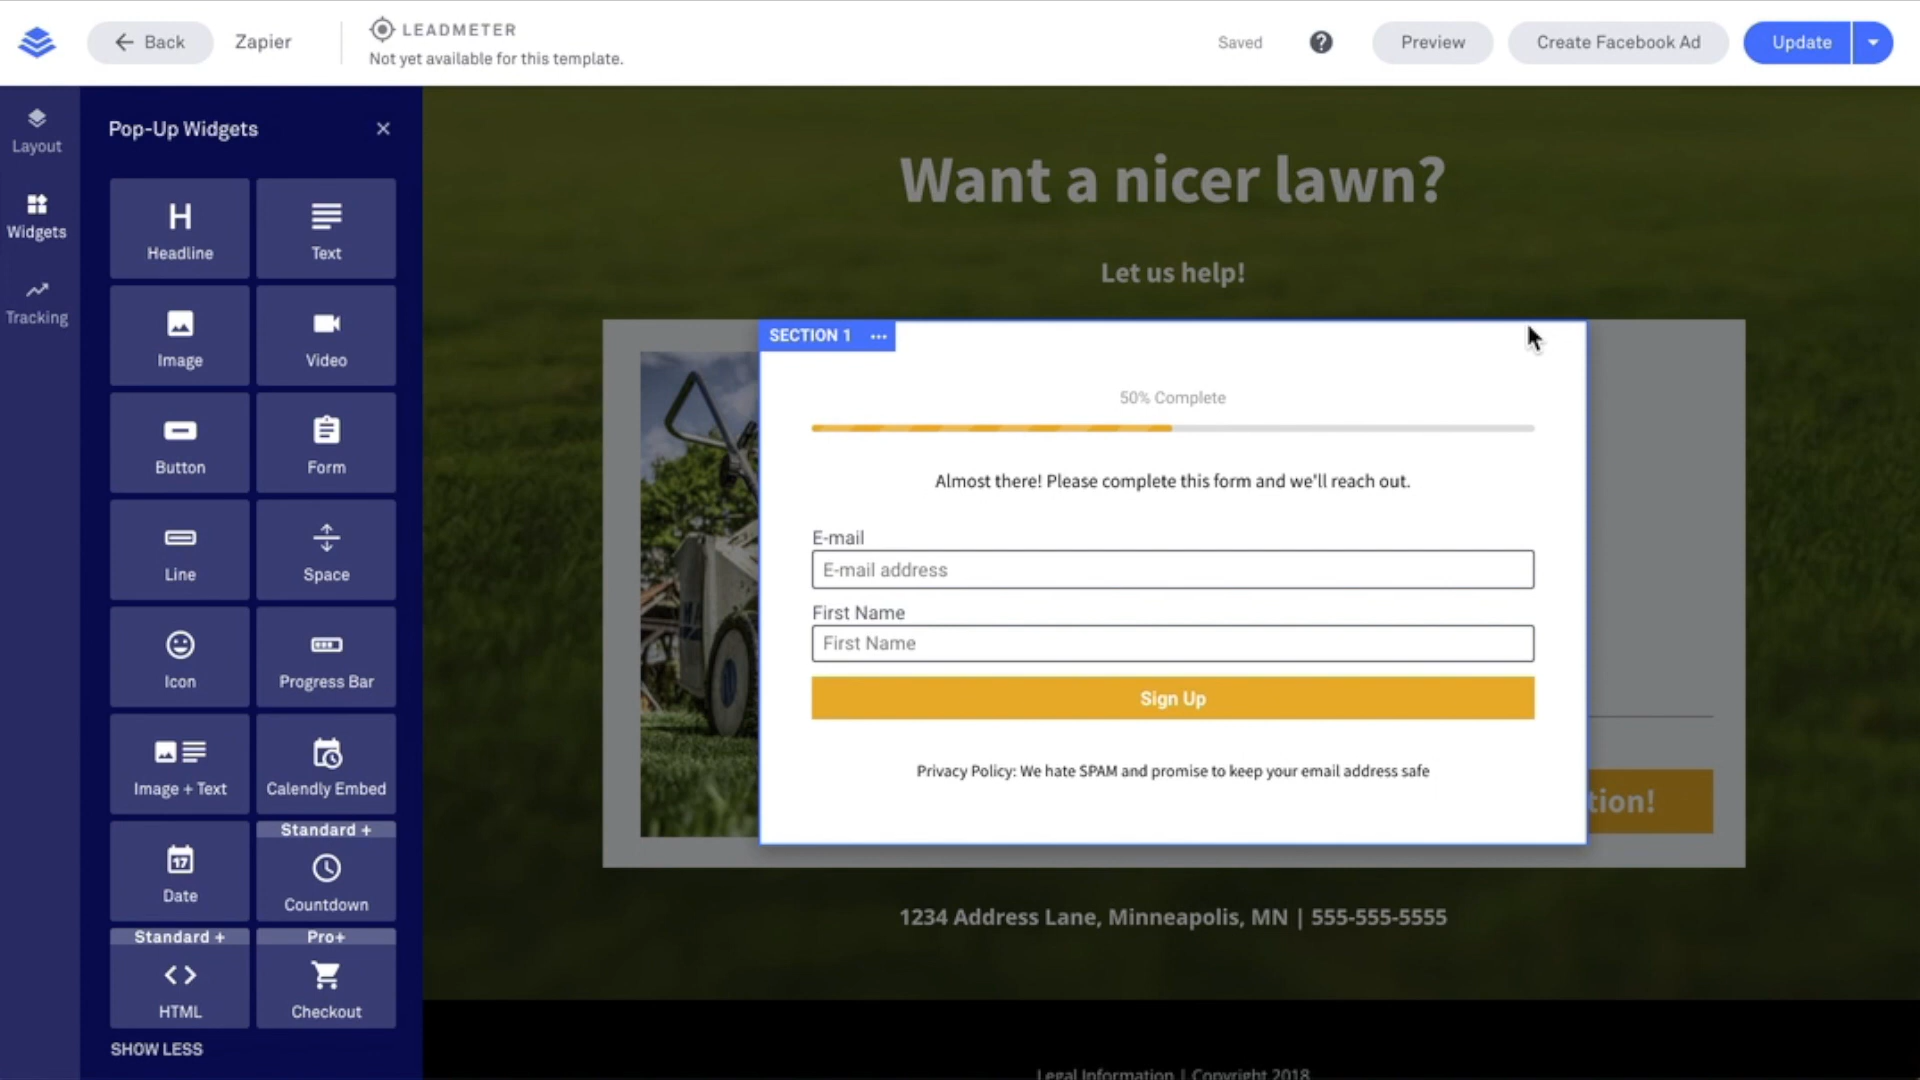 Back
Zapier
LEADMETER
Not yet available for this template.
Saved
Preview
Create Facebook Ad
Update
Layout
Widgets
Tracking
Pop-Up Widgets
Headline
Text
Image
Video
Button
Form
Line
Space
Icon
Progress Bar
Image + Text
Calendly Embed
Date
Standard +
Countdown
Standard +
HTML
Pro+
Checkout
SHOW LESS
Want a nicer lawn?
Let us help!
SECTION 1
50% Complete
Almost there! Please complete this form and we'll reach out.
E-mail
E-mail address
First Name
First Name
Sign Up
Privacy Policy: We hate SPAM and promise to keep your email address safe
tion!
1234 Address Lane, Minneapolis, MN | 555-555-5555
Legal Information | Copyright 2018